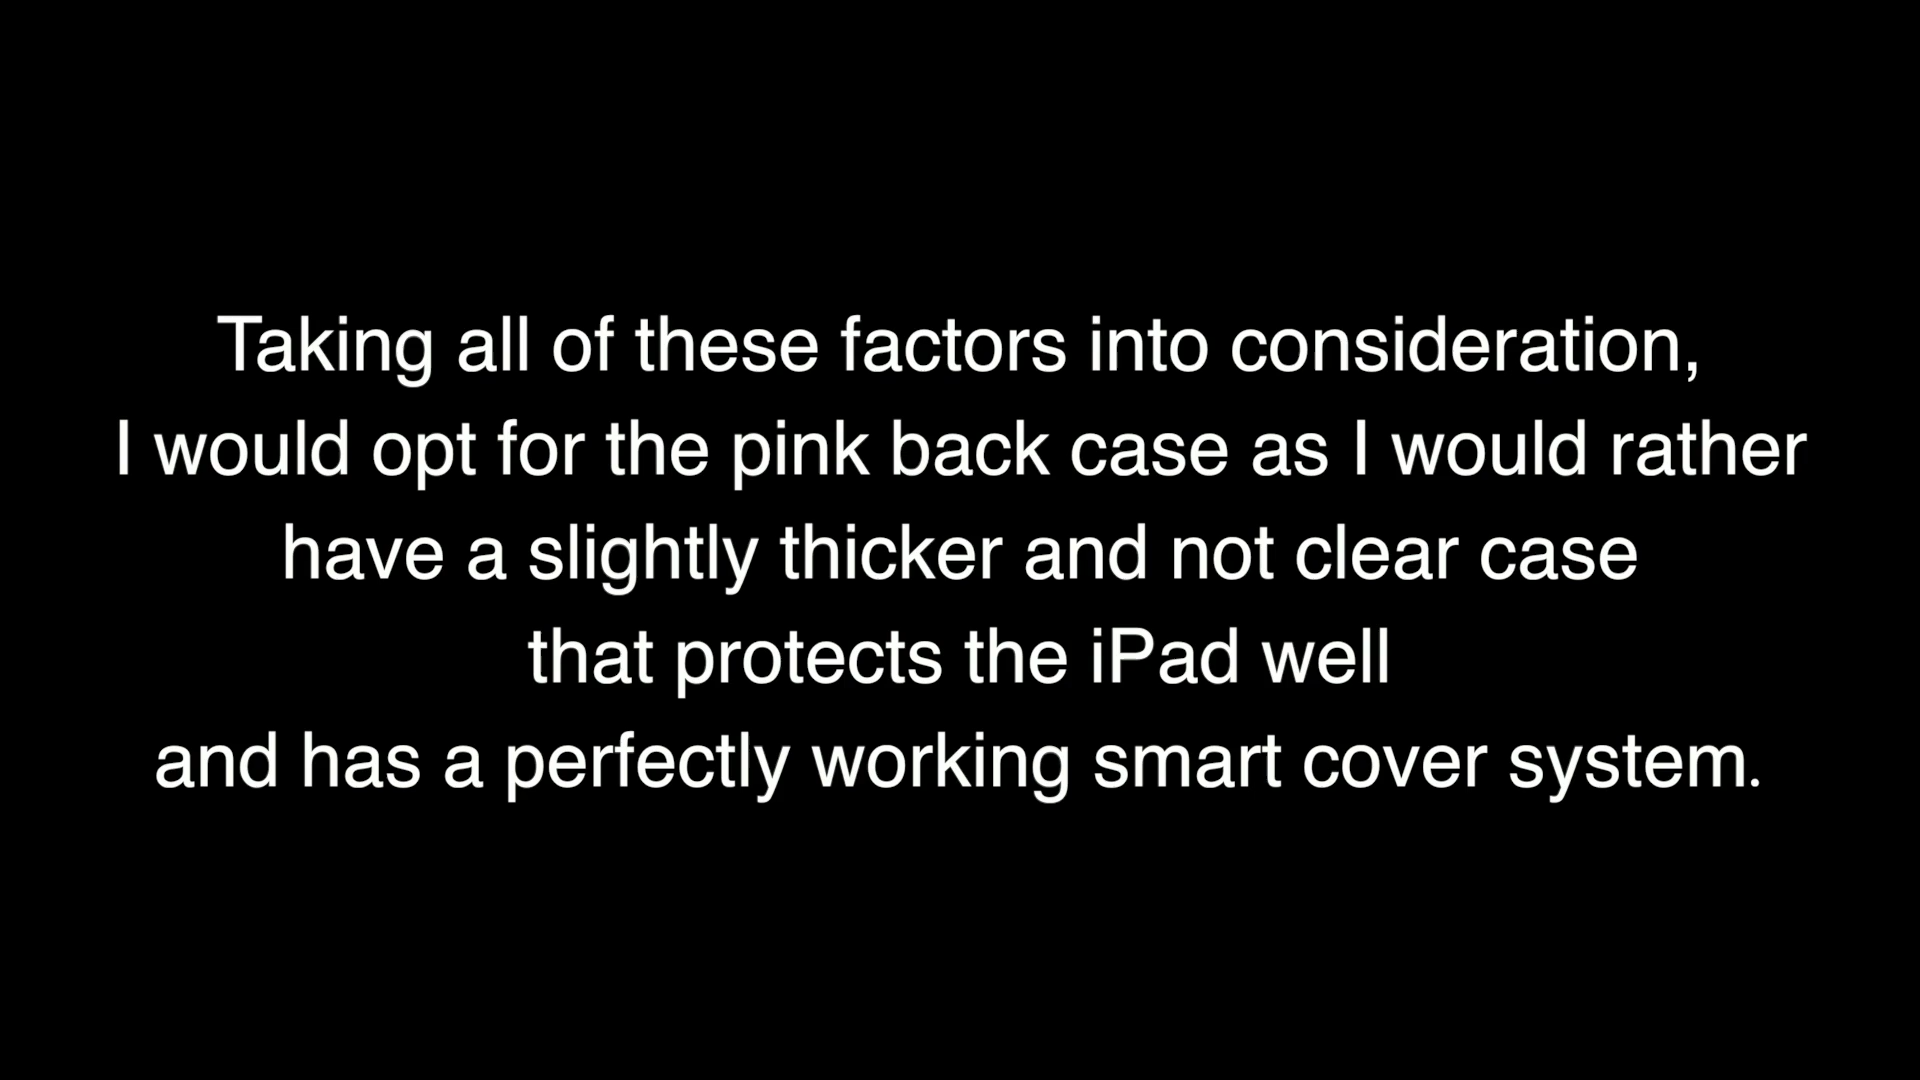 Taking all of these factors into consideration,
I would opt for the pink back case as I would rather
have a slightly thicker and not clear case
that protects the iPad well
and has a perfectly working smart cover system.